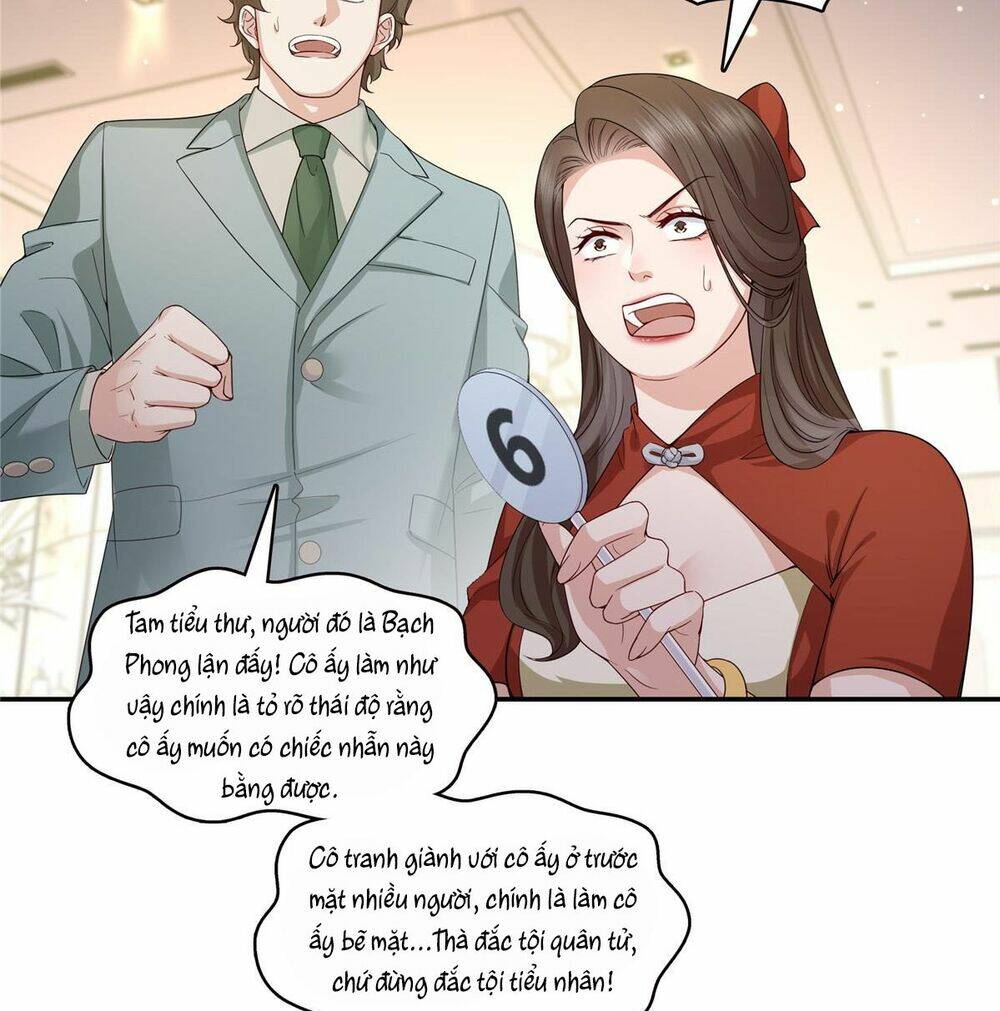 6
Tam tiểu thư, người đó là Bạch
Phong lận đấy! Cô ấy làm như
vậy chính là tỏ rõ thái độ rằng
cô ấy muốn có chiếc nhẫn này
bằng được.
Cô tranh giành với cô ấy ở trước
mặt nhiều người, chính là làm cô
ấy bẽ mặt...Thà đắc tội quân tử,
chứ đừng đắc tội tiểu nhân!